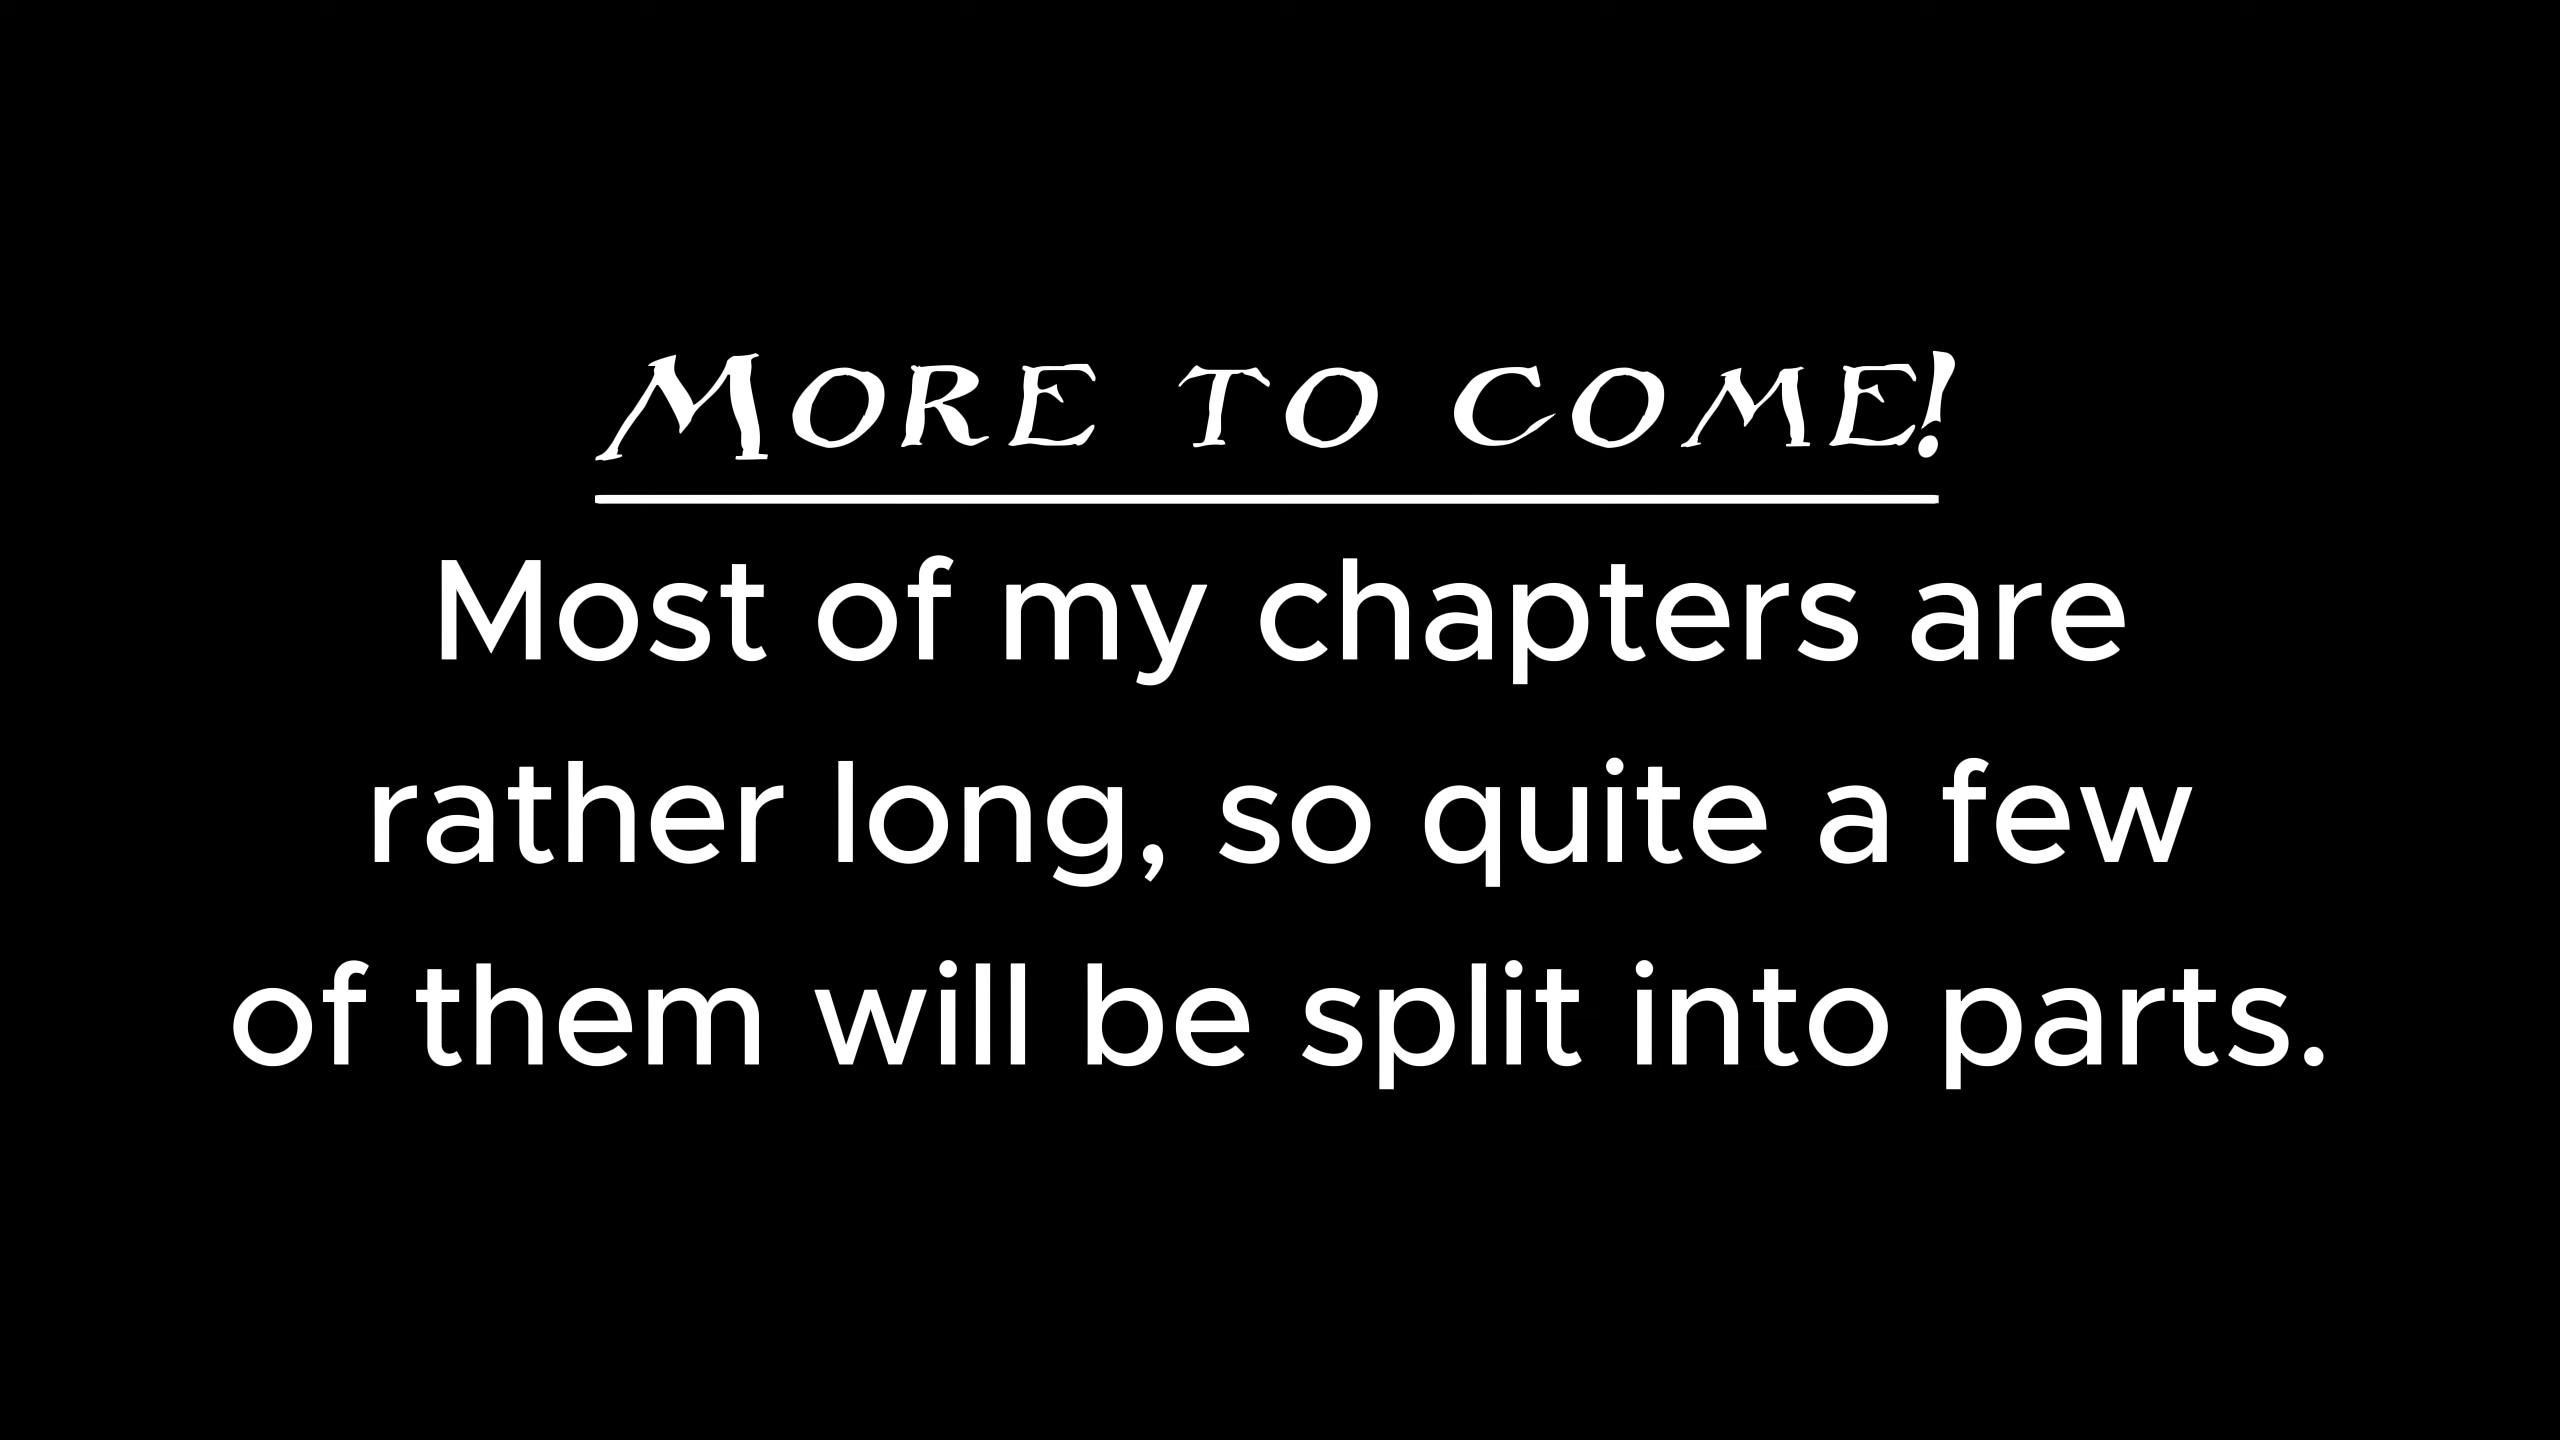 More to come!
Most of my chapters are
rather long, so quite a few
of them will be split into parts.